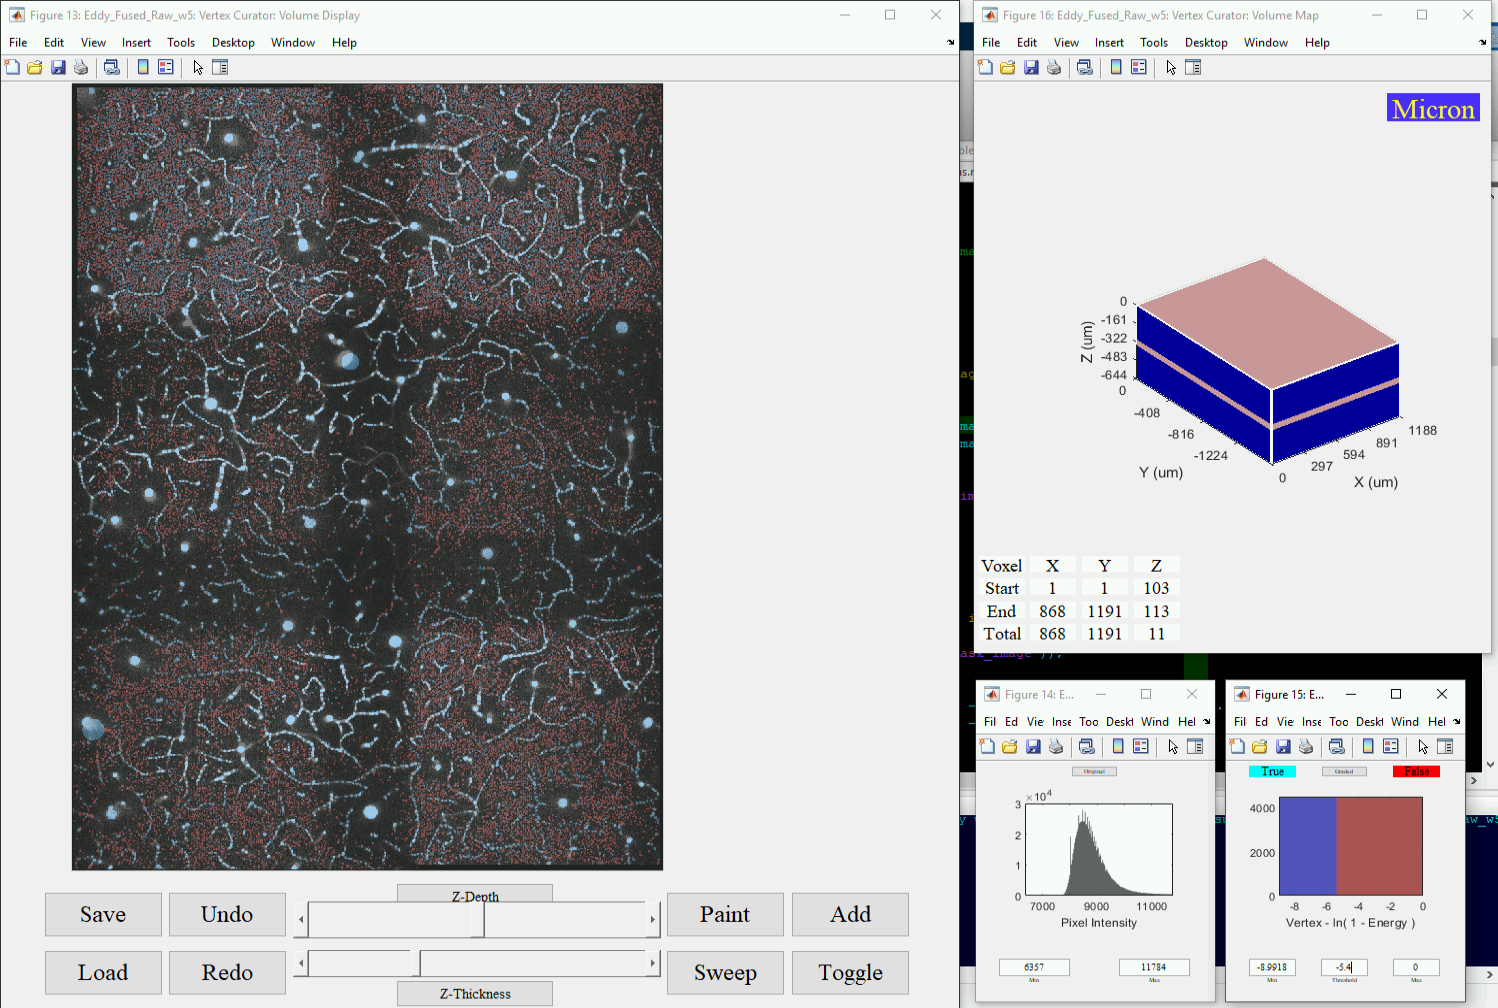 Figure 13: Eddy_Fused_Raw_w5: Vertex Curator: Volume Display
File Edit View Insert Tools Desktop Window Help
Save
Undo
Z-Depth
Paint
Add
Load
Redo
Z-Thickness
Sweep
Toggle
Figure 16: Eddy_Fused_Raw_w5: Vertex Curator: Volume Map
File Edit View Insert Tools Desktop Window Help
Micron
0
-161
-322
-483
-644
Z (um)
0
-408
-816
-1224
Y (um)
0
297
594
891
1188
X (um)
Voxel X Y Z
Start 1 1 103
End 868 1191 113
Total 868 1191 11
ask_image ));
Figure 14: E...
Fil Ed Vie Inse Too Deskt Wind Hel
Original
×10^4
3
2
1
0
7000 9000 11000
Pixel Intensity
6357 11784
Min Max
Figure 15: E...
Fil Ed Vie Inse Too Deskt Wind Hel
True Graded False
4000
2000
0
-8 -6 -4 -2 0
Vertex - ln( 1 - Energy )
-8.9918 -5.4 0
Min Threshold Max